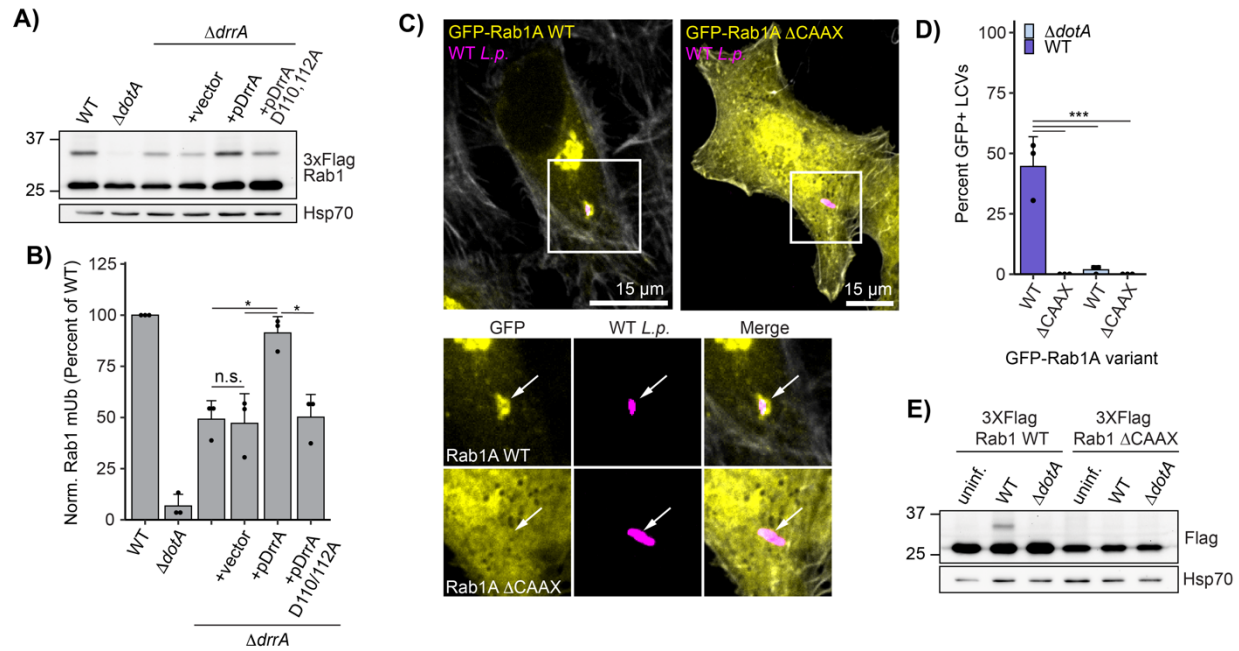 A)
ΔdrrA
WT
ΔdotA
+vector
+pDrrA
+pDrrA
D110,112A
37
25
3xFlag
Rab1
Hsp70
B)
Norm. Rab1 mUb (Percent of WT)
125
100
75
50
25
0
n.s.
*
*
WT
ΔdotA
+vector
+pDrrA
+pDrrA
D110/112A
ΔdrrA
C)
GFP-Rab1A WT
WT L.p.
15 μm
GFP-Rab1A ΔCAAX
WT L.p.
15 μm
GFP
WT L.p.
Merge
Rab1A WT
Rab1A ΔCAAX
D)
ΔdotA
WT
Percent GFP+ LCVs
100
75
50
25
0
***
WT
ΔCAAX
WT
ΔCAAX
GFP-Rab1A variant
E)
3XFlag
Rab1 WT
3XFlag
Rab1 ΔCAAX
uninf.
WT
ΔdotA
uninf.
WT
ΔdotA
37
25
Flag
Hsp70